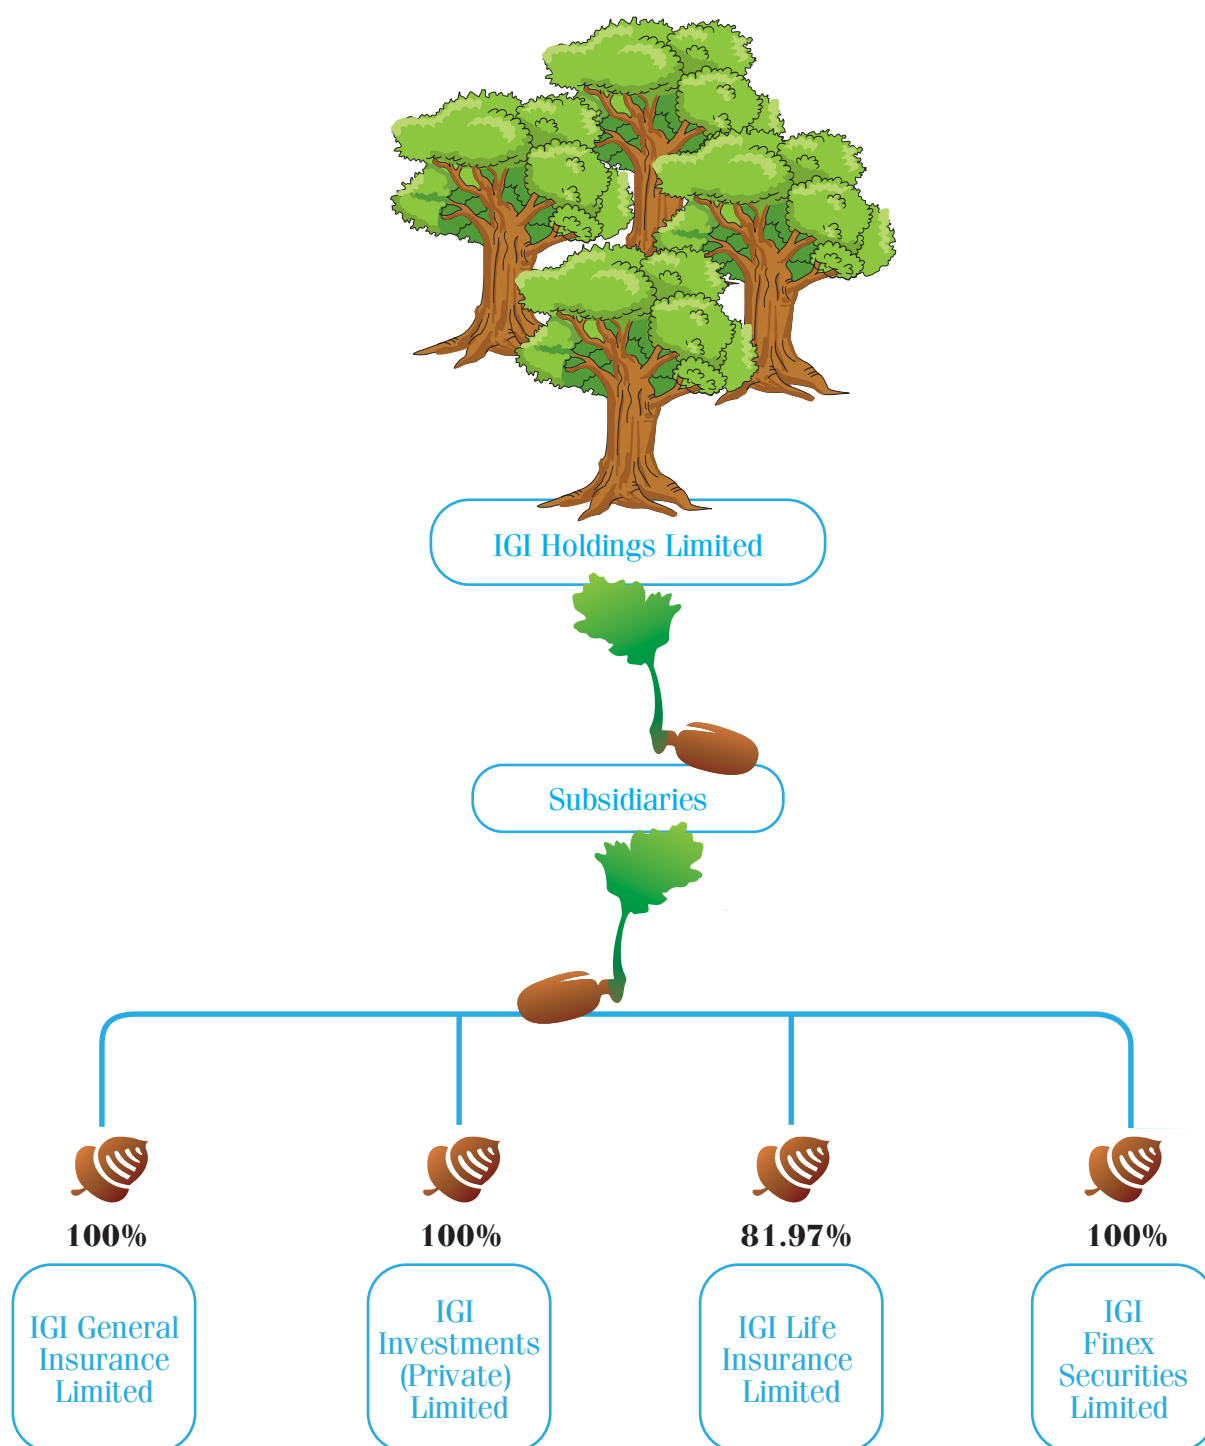 IGI Holdings Limited
Subsidiaries
100%
100%
81.97%
100%
IGI General
Insurance
Limited
IGI
Investments
(Private)
Limited
IGI Life
Insurance
Limited
IGI
Finex
Securities
Limited